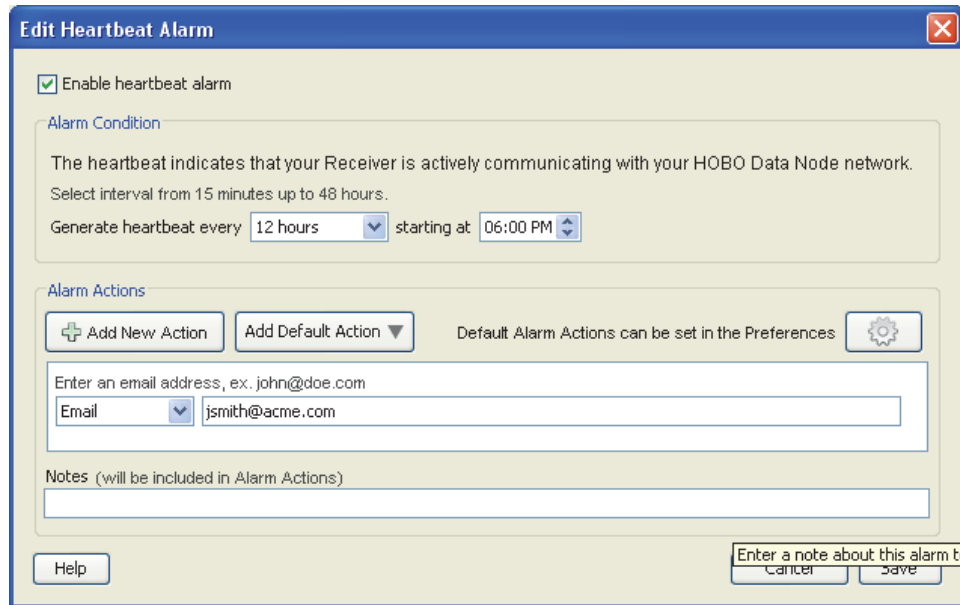 Edit Heartbeat Alarm
Enable heartbeat alarm
Alarm Condition
The heartbeat indicates that your Receiver is actively communicating with your HOBO Data Node network.
Select interval from 15 minutes up to 48 hours.
Generate heartbeat every 12 hours starting at 06:00 PM
Alarm Actions
Add New Action Add Default Action Default Alarm Actions can be set in the Preferences
Enter an email address, ex. john@doe.com
Email jsmith@acme.com
Notes (will be included in Alarm Actions)
Enter a note about this alarm t
Help Cancel Save